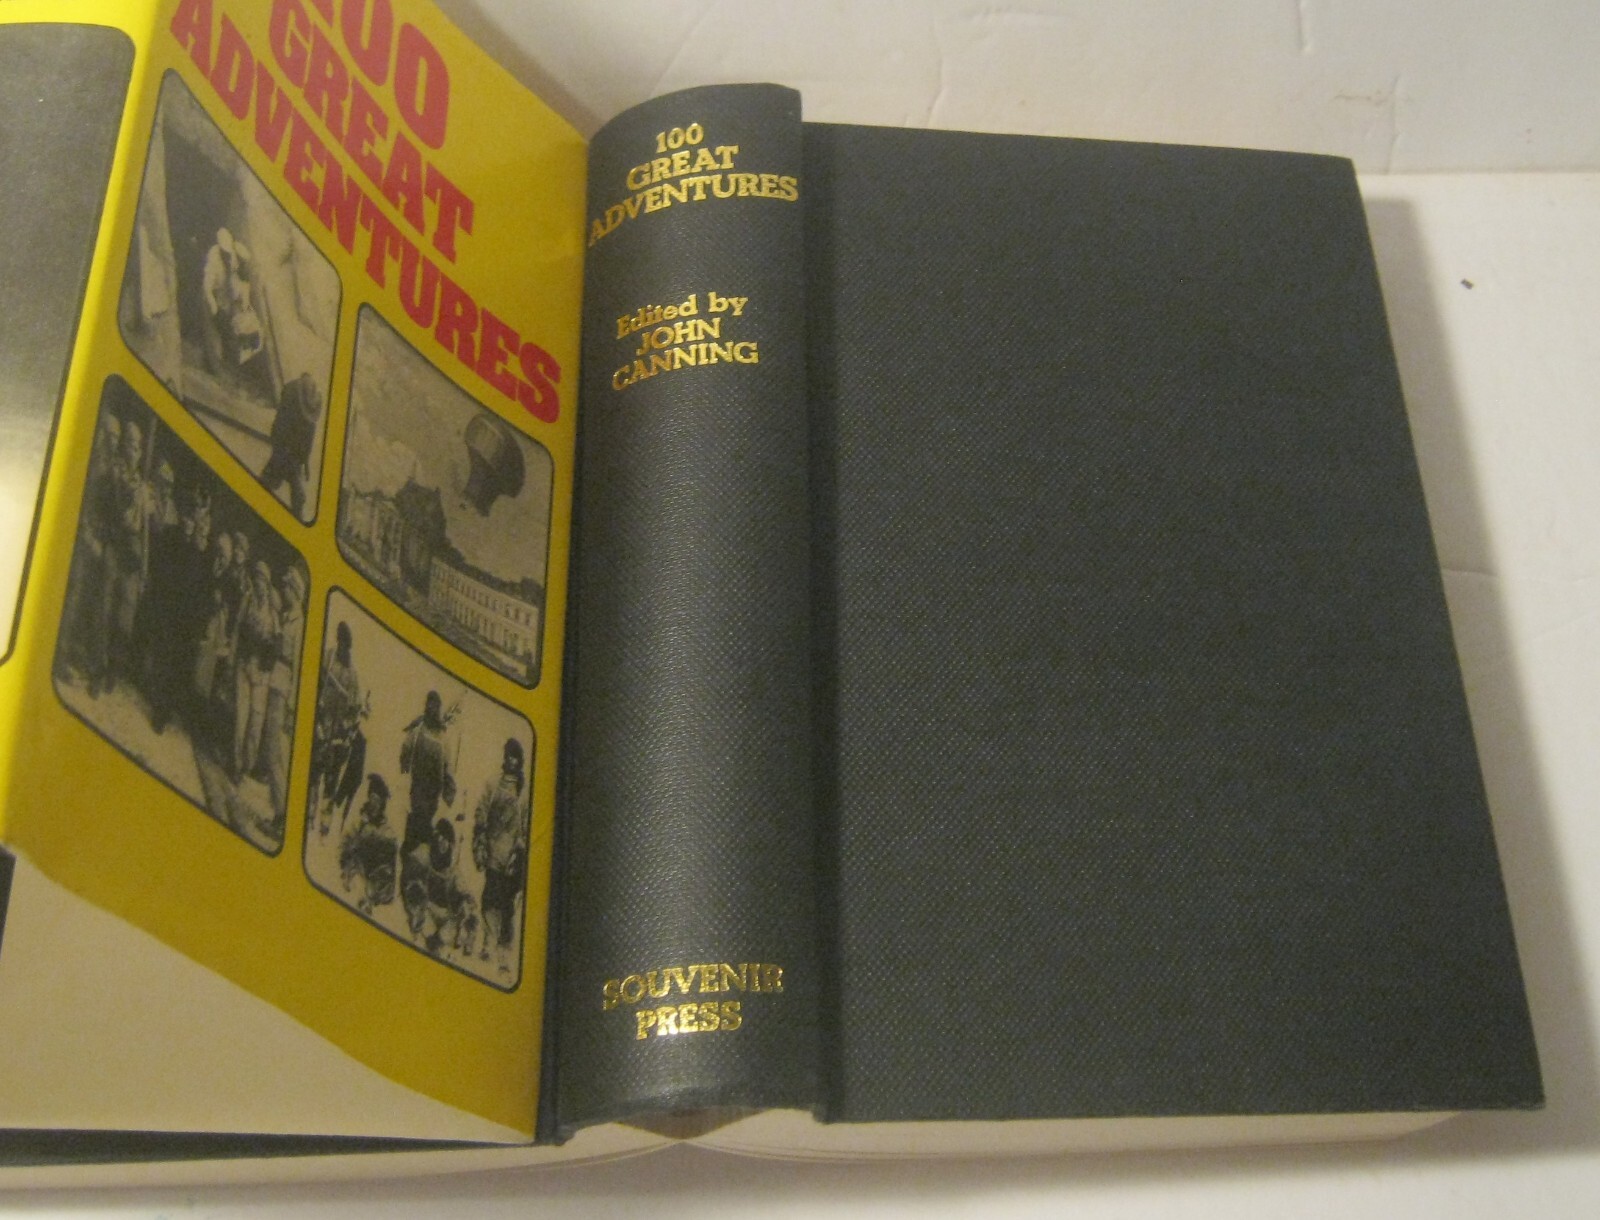 GREAT
ADVENTURES
100
GREAT
ADVENTURES
Edited by
JOHN
CANNING
SOUVENIR
PRESS